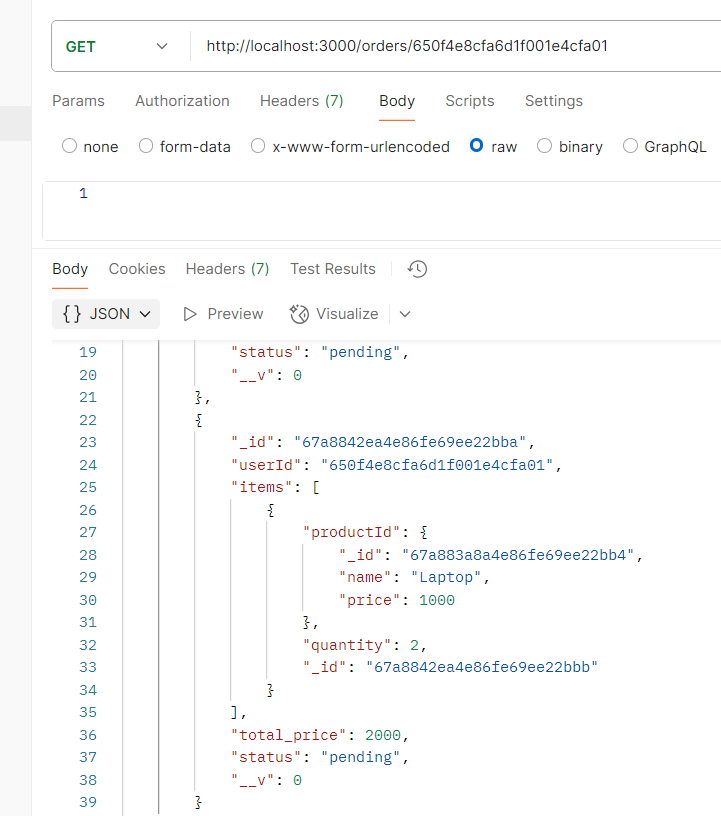 GET http://localhost:3000/orders/650f4e8cfa6d1f001e4cfa01
Params Authorization Headers (7) Body Scripts Settings
none form-data x-www-form-urlencoded raw binary GraphQL
1
Body Cookies Headers (7) Test Results
{} JSON Preview Visualize
19 "status": "pending",
20 "__v": 0
21 },
22 {
23 "_id": "67a8842ea4e86fe69ee22bba",
24 "userId": "650f4e8cfa6d1f001e4cfa01",
25 "items": [
26 {
27 "productId": {
28 "_id": "67a883a8a4e86fe69ee22bb4",
29 "name": "Laptop",
30 "price": 1000
31 },
32 "quantity": 2,
33 "_id": "67a8842ea4e86fe69ee22bbb"
34 }
35 ],
36 "total_price": 2000,
37 "status": "pending",
38 "__v": 0
39 }